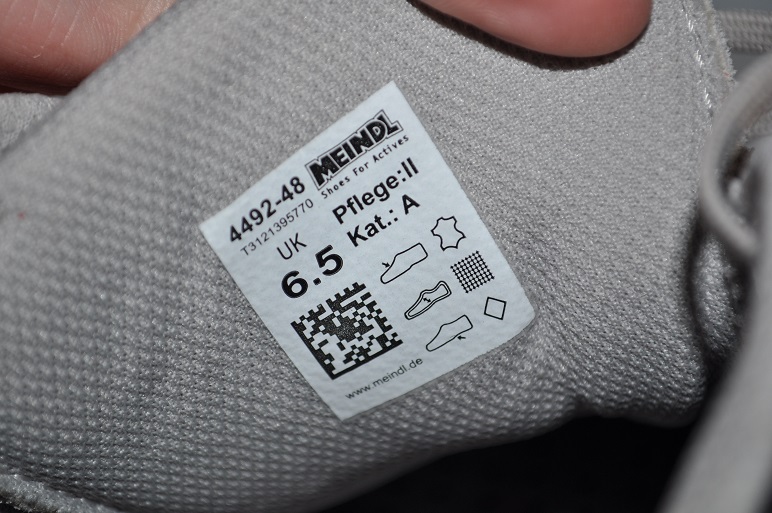 MEINDL
Shoes For Actives
4492-48
T3121395770
Pflege:II
UK
Kat.: A
6.5
www.meindl.de